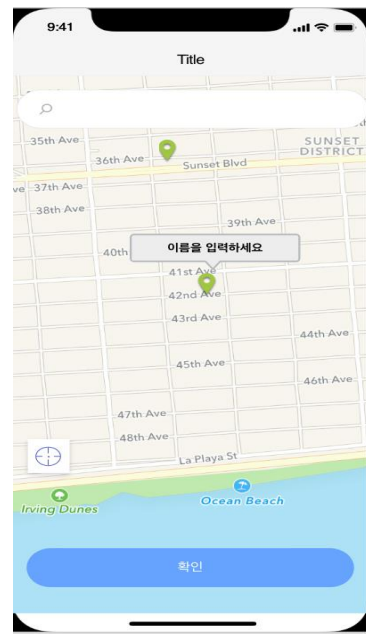 9:41
Title
35th Ave
SUNSET
DISTRICT
36th Ave
Sunset Blvd
ve
37th Ave
38th Ave
39th Ave
40th
이름을 입력하세요
41st Ave
42nd Ave
43rd Ave
44th Ave
45th Ave
46th Ave
47th Ave
48th Ave
La Playa St
Irving Dunes
Ocean Beach
확인